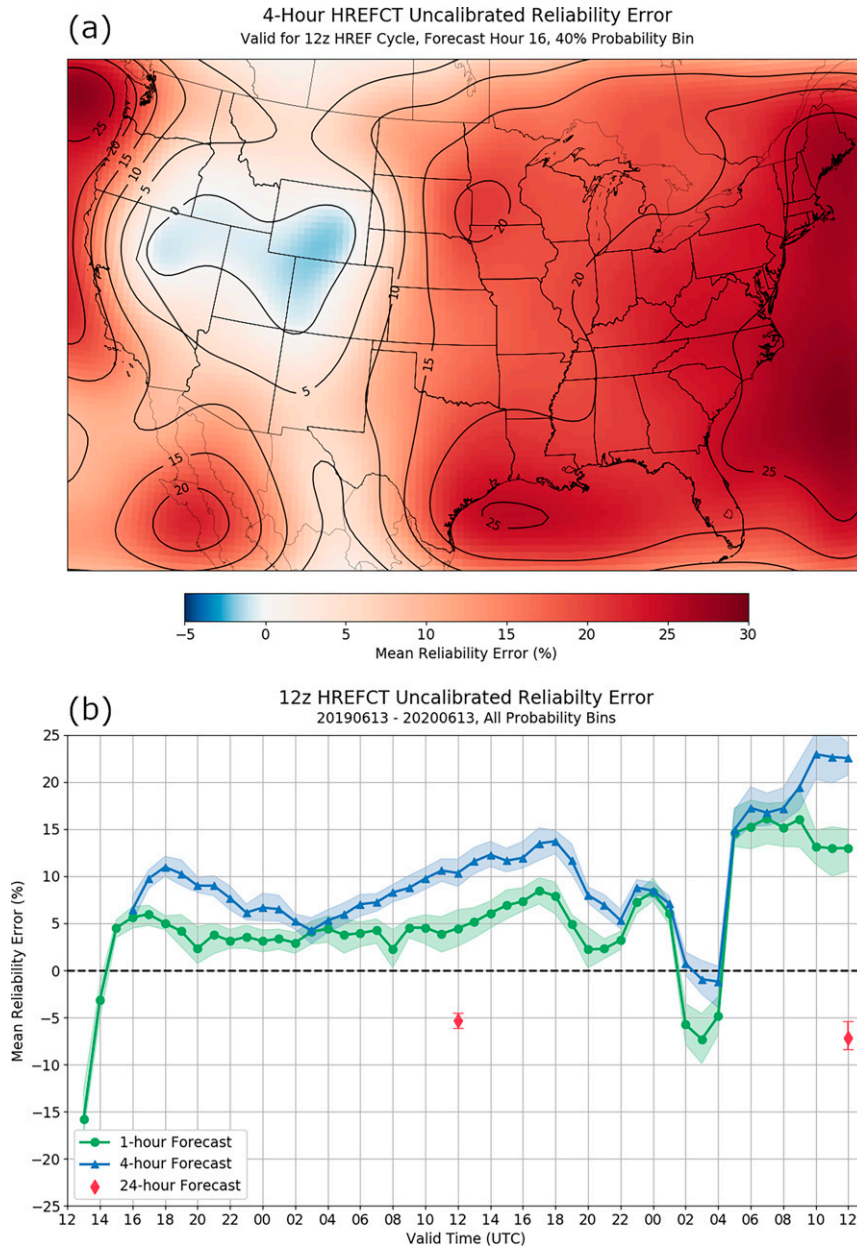 (a)
4-Hour HREFCT Uncalibrated Reliability Error
Valid for 12z HREF Cycle, Forecast Hour 16, 40% Probability Bin
25
20
15
10
5
0
20
10
20
15
5
15
20
25
25
−5 0 5 10 15 20 25 30
Mean Reliability Error (%)
(b)
12z HREFCT Uncalibrated Reliabilty Error
20190613 - 20200613, All Probability Bins
Mean Reliability Error (%)
25
20
15
10
5
0
−5
−10
−15
−20
−25
1-hour Forecast
4-hour Forecast
24-hour Forecast
12 14 16 18 20 22 00 02 04 06 08 10 12 14 16 18 20 22 00 02 04 06 08 10 12
Valid Time (UTC)